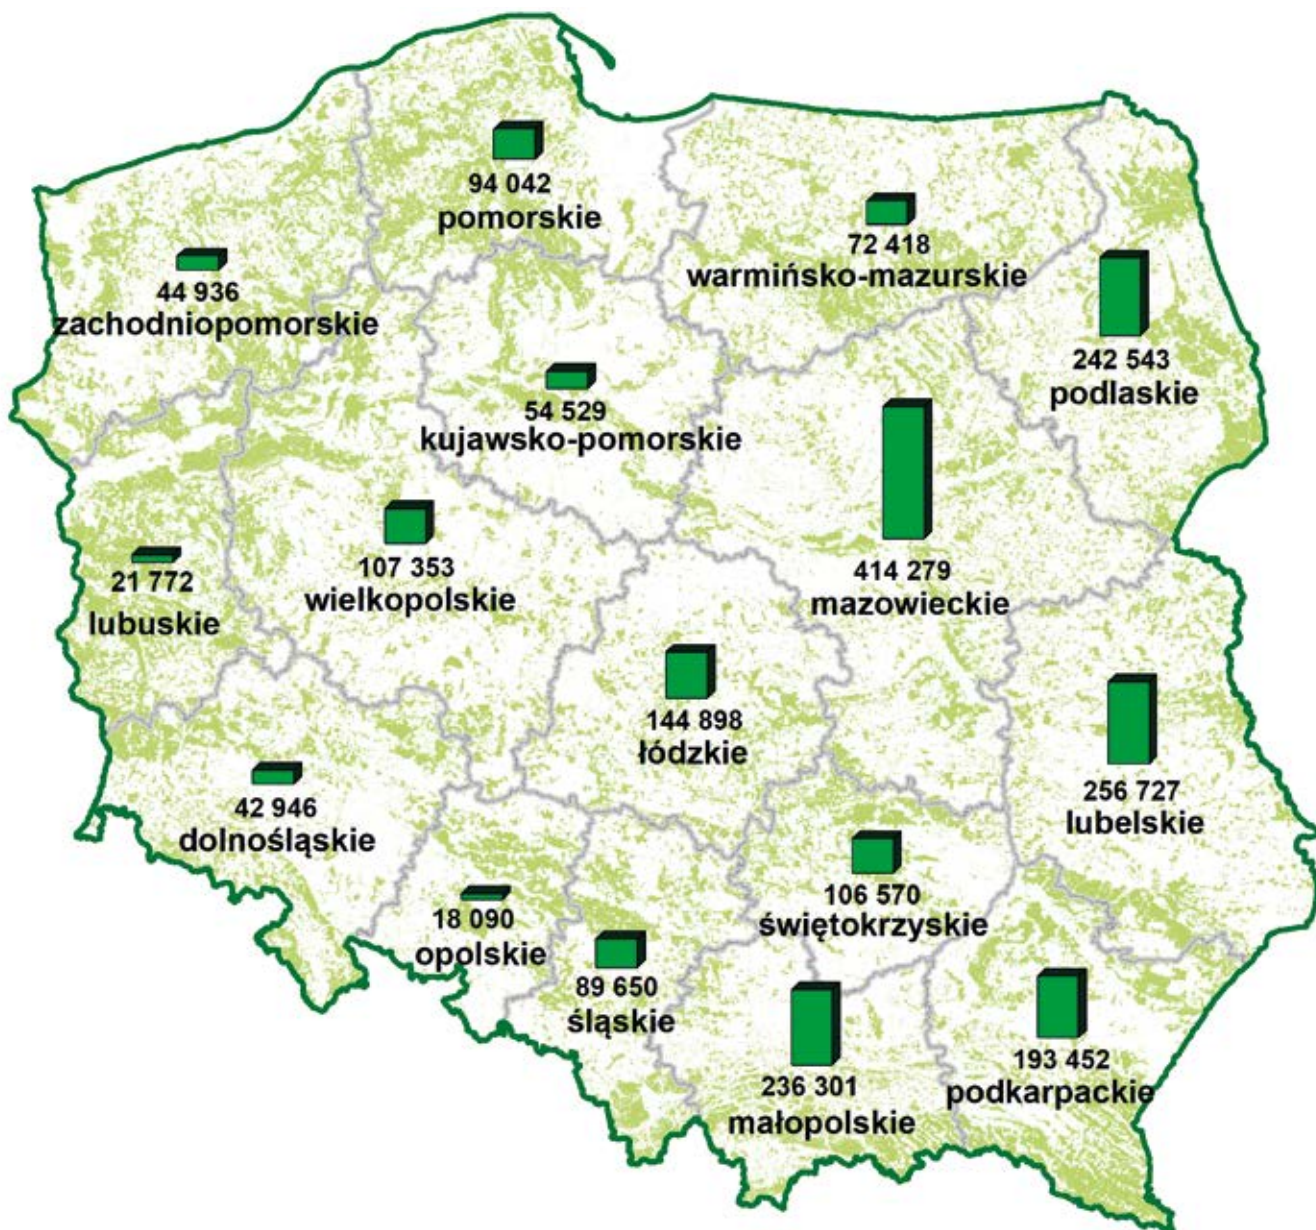 94 042
pomorskie
72 418
warmińsko-mazurskie
44 936
zachodniopomorskie
242 543
podlaskie
54 529
kujawsko-pomorskie
414 279
mazowieckie
107 353
wielkopolskie
21 772
lubuskie
144 898
łódzkie
256 727
lubelskie
42 946
dolnośląskie
106 570
świętokrzyskie
18 090
opolskie
89 650
śląskie
193 452
podkarpackie
236 301
małopolskie